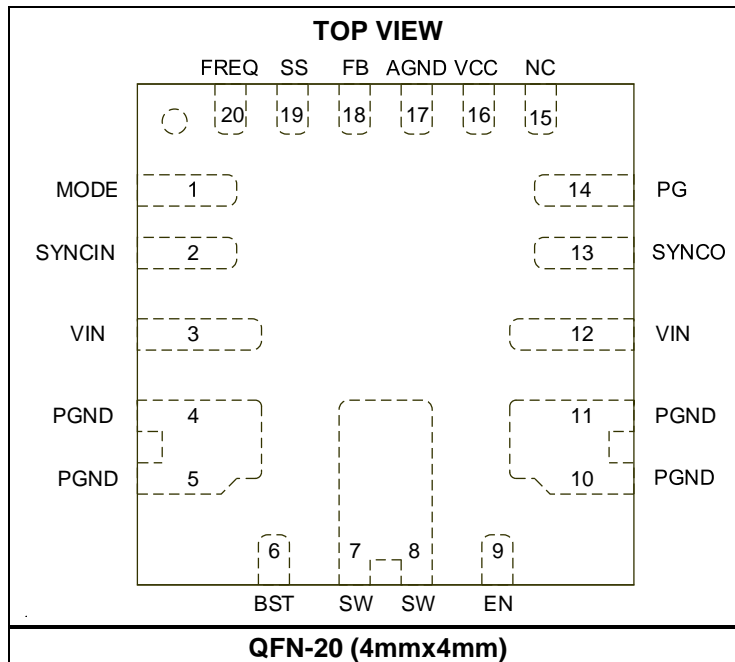 TOP VIEW
FREQ SS FB AGND VCC NC
20 19 18 17 16 15
MODE 1 14 PG
SYNCIN 2 13 SYNCO
VIN 3 12 VIN
PGND 4 11 PGND
PGND 5 10 PGND
6 7 8 9
BST SW SW EN
QFN-20 (4mmx4mm)